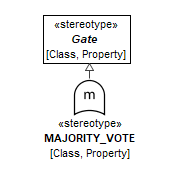 «stereotype»
Gate
[Class, Property]
m
«stereotype»
MAJORITY_VOTE
[Class, Property]